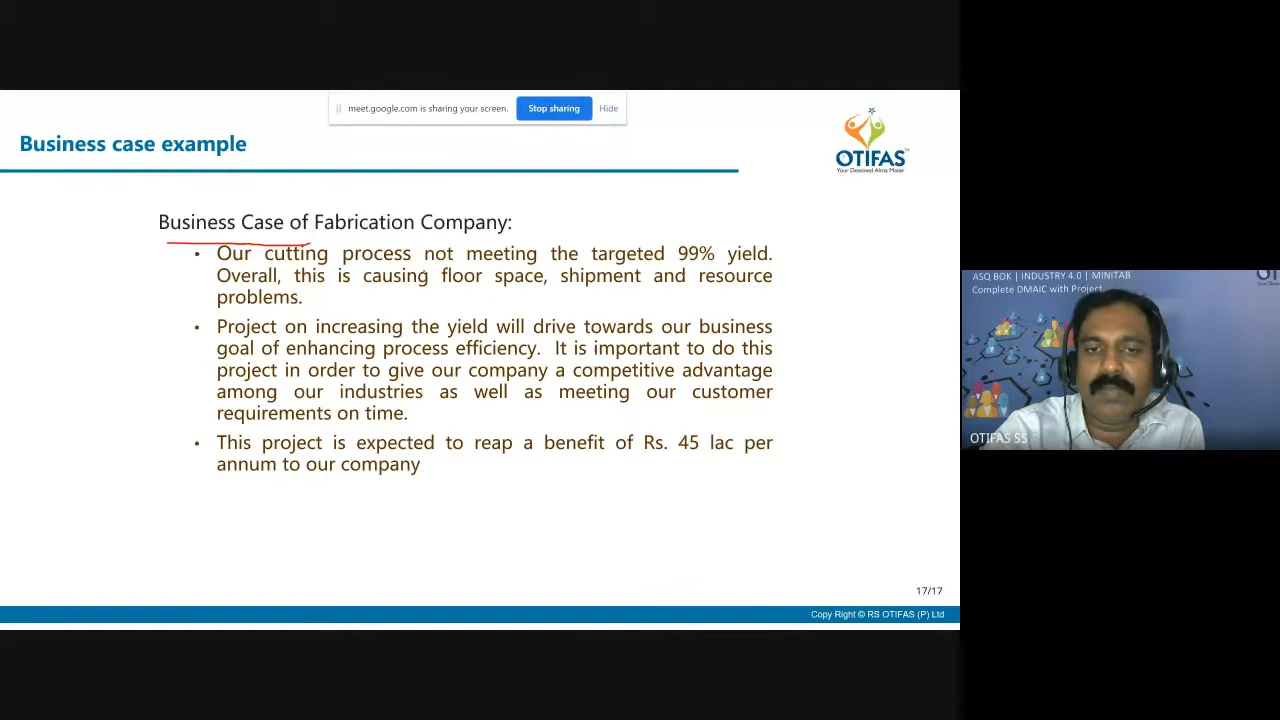 meet.google.com is sharing your screen.
Stop sharing
Hide
Business case example
OTIFAS
Your Destined Alma Mater
Business Case of Fabrication Company:
• Our cutting process not meeting the targeted 99% yield.
Overall, this is causing floor space, shipment and resource
problems.
• Project on increasing the yield will drive towards our business
goal of enhancing process efficiency. It is important to do this
project in order to give our company a competitive advantage
among our industries as well as meeting our customer
requirements on time.
• This project is expected to reap a benefit of Rs. 45 lac per
annum to our company
17/17
Copy Right © RS OTIFAS (P) Ltd
ASQ BOK | INDUSTRY 4.0 | MINITAB
Complete DMAIC with Project
OTIFAS SS